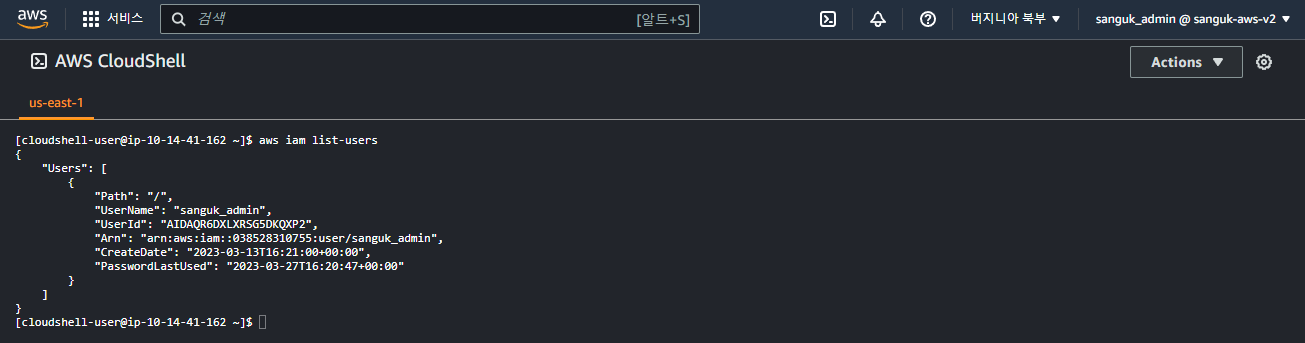 aws
서비스
검색
[알트+S]
버지니아 북부
sanguk_admin @ sanguk-aws-v2
AWS CloudShell
Actions
us-east-1
[cloudshell-user@ip-10-14-41-162 ~]$ aws iam list-users
{
    "Users": [
        {
            "Path": "/",
            "UserName": "sanguk_admin",
            "UserId": "AIDAQR6DXLXRSG5DKQXP2",
            "Arn": "arn:aws:iam::038528310755:user/sanguk_admin",
            "CreateDate": "2023-03-13T16:21:00+00:00",
            "PasswordLastUsed": "2023-03-27T16:20:47+00:00"
        }
    ]
}
[cloudshell-user@ip-10-14-41-162 ~]$